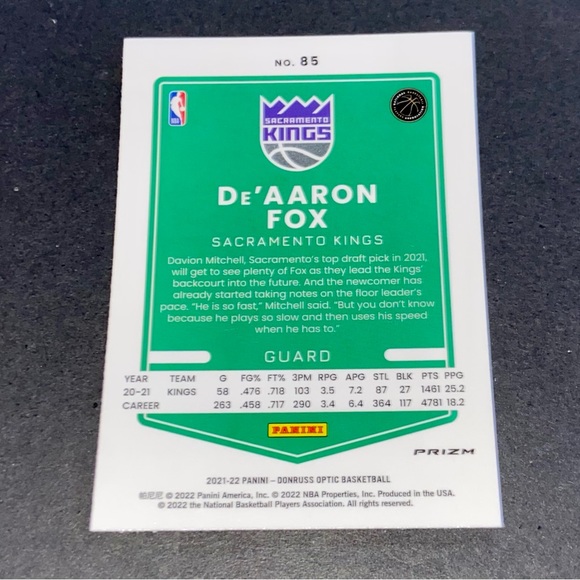 NO. 85
SACRAMENTO
KINGS
DE'AARON
FOX
SACRAMENTO KINGS
Davion Mitchell, Sacramento's top draft pick in 2021,
will get to see plenty of Fox as they lead the Kings'
backcourt into the future. And the newcomer has
already started taking notes on the floor leader's
pace. "He is so fast," Mitchell said. "But you don't know
because he plays so slow and then uses his speed
when he has to."
GUARD
YEAR TEAM G FG% FT% 3PM RPG APG STL BLK PTS PPG
20-21 KINGS 58 .476 .718 103 3.5 7.2 87 27 1461 25.2
CAREER 263 .458 .717 290 3.4 6.4 364 117 4781 18.2
PANINI
PRIZM
2021-22 PANINI – DONRUSS OPTIC BASKETBALL
帕尼尼 © 2022 Panini America, Inc. © 2022 NBA Properties, Inc. Produced in the USA.
© 2022 the National Basketball Players Association. All rights reserved.